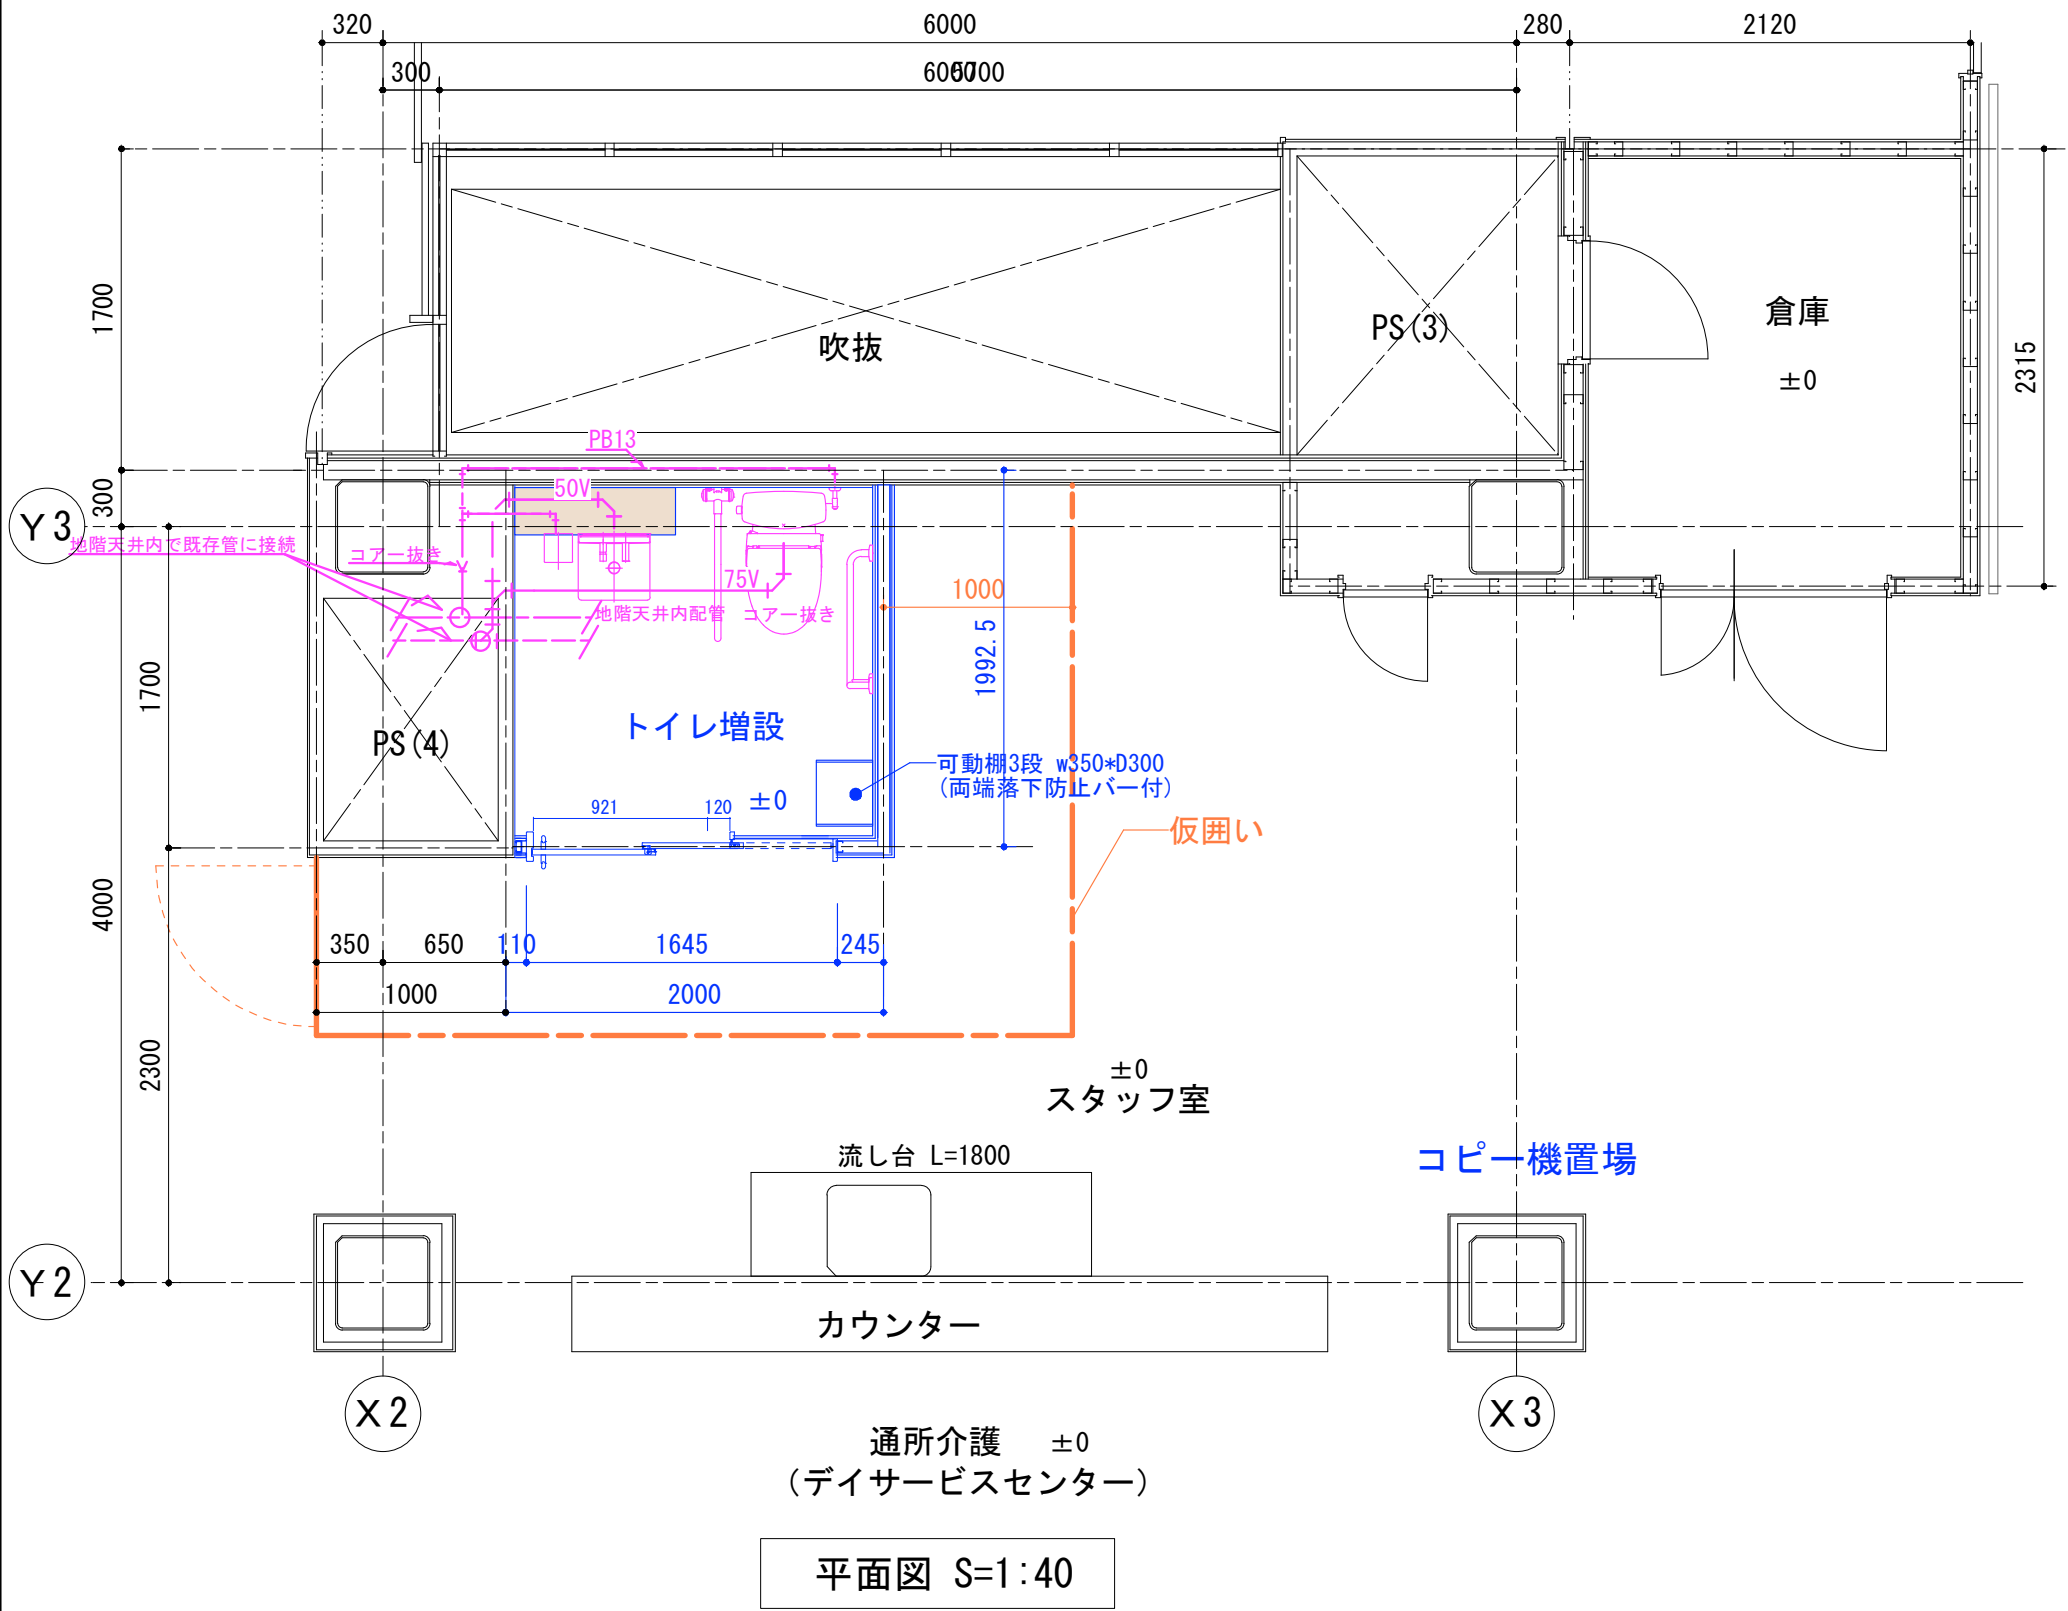 320
6000
280
2120
300
6000
5700
1700
吹抜
PS(3)
倉庫
±0
2315
PB13
300
50V
Y3
地階天井内で既存管に接続
コアー抜き
75V
地階天井内配管
コアー抜き
1000
1992.5
1700
PS(4)
トイレ増設
±0
可動棚3段 w350*D300
(両端落下防止バー付)
921
120
仮囲い
4000
350
650
110
1645
245
1000
2000
2300
±0
スタッフ室
流し台 L=1800
コピー機置場
Y2
カウンター
X2
X3
通所介護 ±0
(デイサービスセンター)
平面図 S=1:40